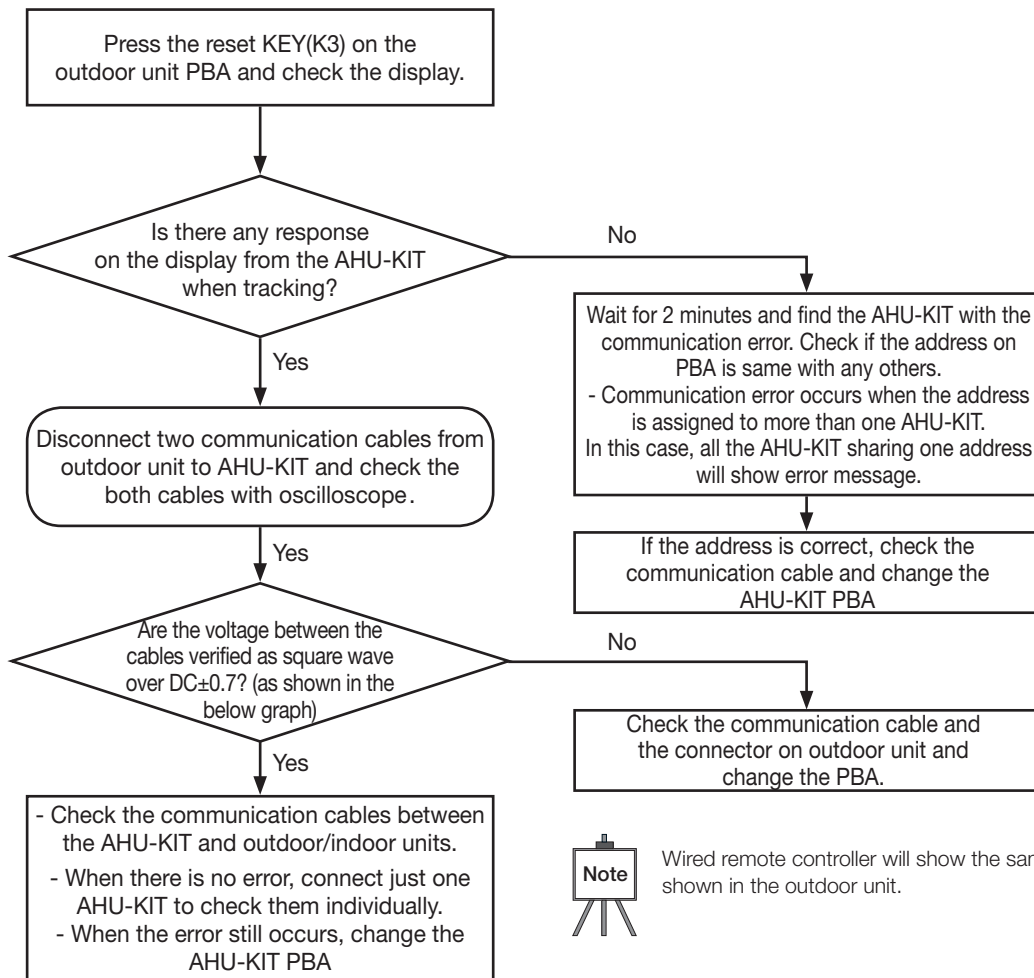 Press the reset KEY(K3) on the
outdoor unit PBA and check the display.
Is there any response
on the display from the AHU-KIT
when tracking?
No
Wait for 2 minutes and find the AHU-KIT with the
communication error. Check if the address on
PBA is same with any others.
- Communication error occurs when the address
is assigned to more than one AHU-KIT.
In this case, all the AHU-KIT sharing one address
will show error message.
If the address is correct, check the
communication cable and change the
AHU-KIT PBA
Yes
Disconnect two communication cables from
outdoor unit to AHU-KIT and check the
both cables with oscilloscope.
Yes
Are the voltage between the
cables verified as square wave
over DC±0.7? (as shown in the
below graph)
No
Check the communication cable and
the connector on outdoor unit and
change the PBA.
Yes
- Check the communication cables between
the AHU-KIT and outdoor/indoor units.
- When there is no error, connect just one
AHU-KIT to check them individually.
- When the error still occurs, change the
AHU-KIT PBA
Note
Wired remote controller will show the
shown in the outdoor unit.